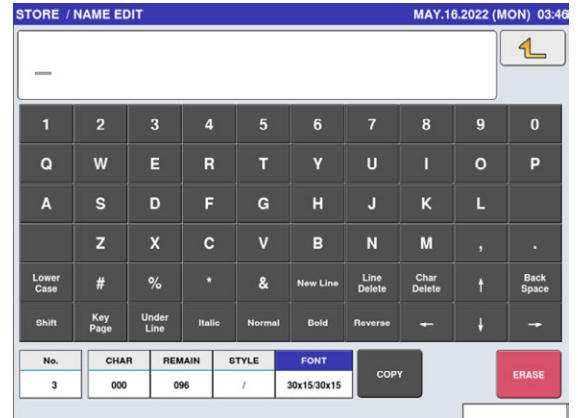 STORE / NAME EDIT MAY.16.2022 (MON) 03:46
1 2 3 4 5 6 7 8 9 0
Q W E R T Y U I O P
A S D F G H J K L
Z X C V B N M , .
Lower Case # % * & New Line Line Delete Char Delete ↑ Back Space
Shift Key Page Under Line Italic Normal Bold Reverse ← ↓ →
No. CHAR REMAIN STYLE FONT COPY ERASE
3 000 096 / 30x15/30x15